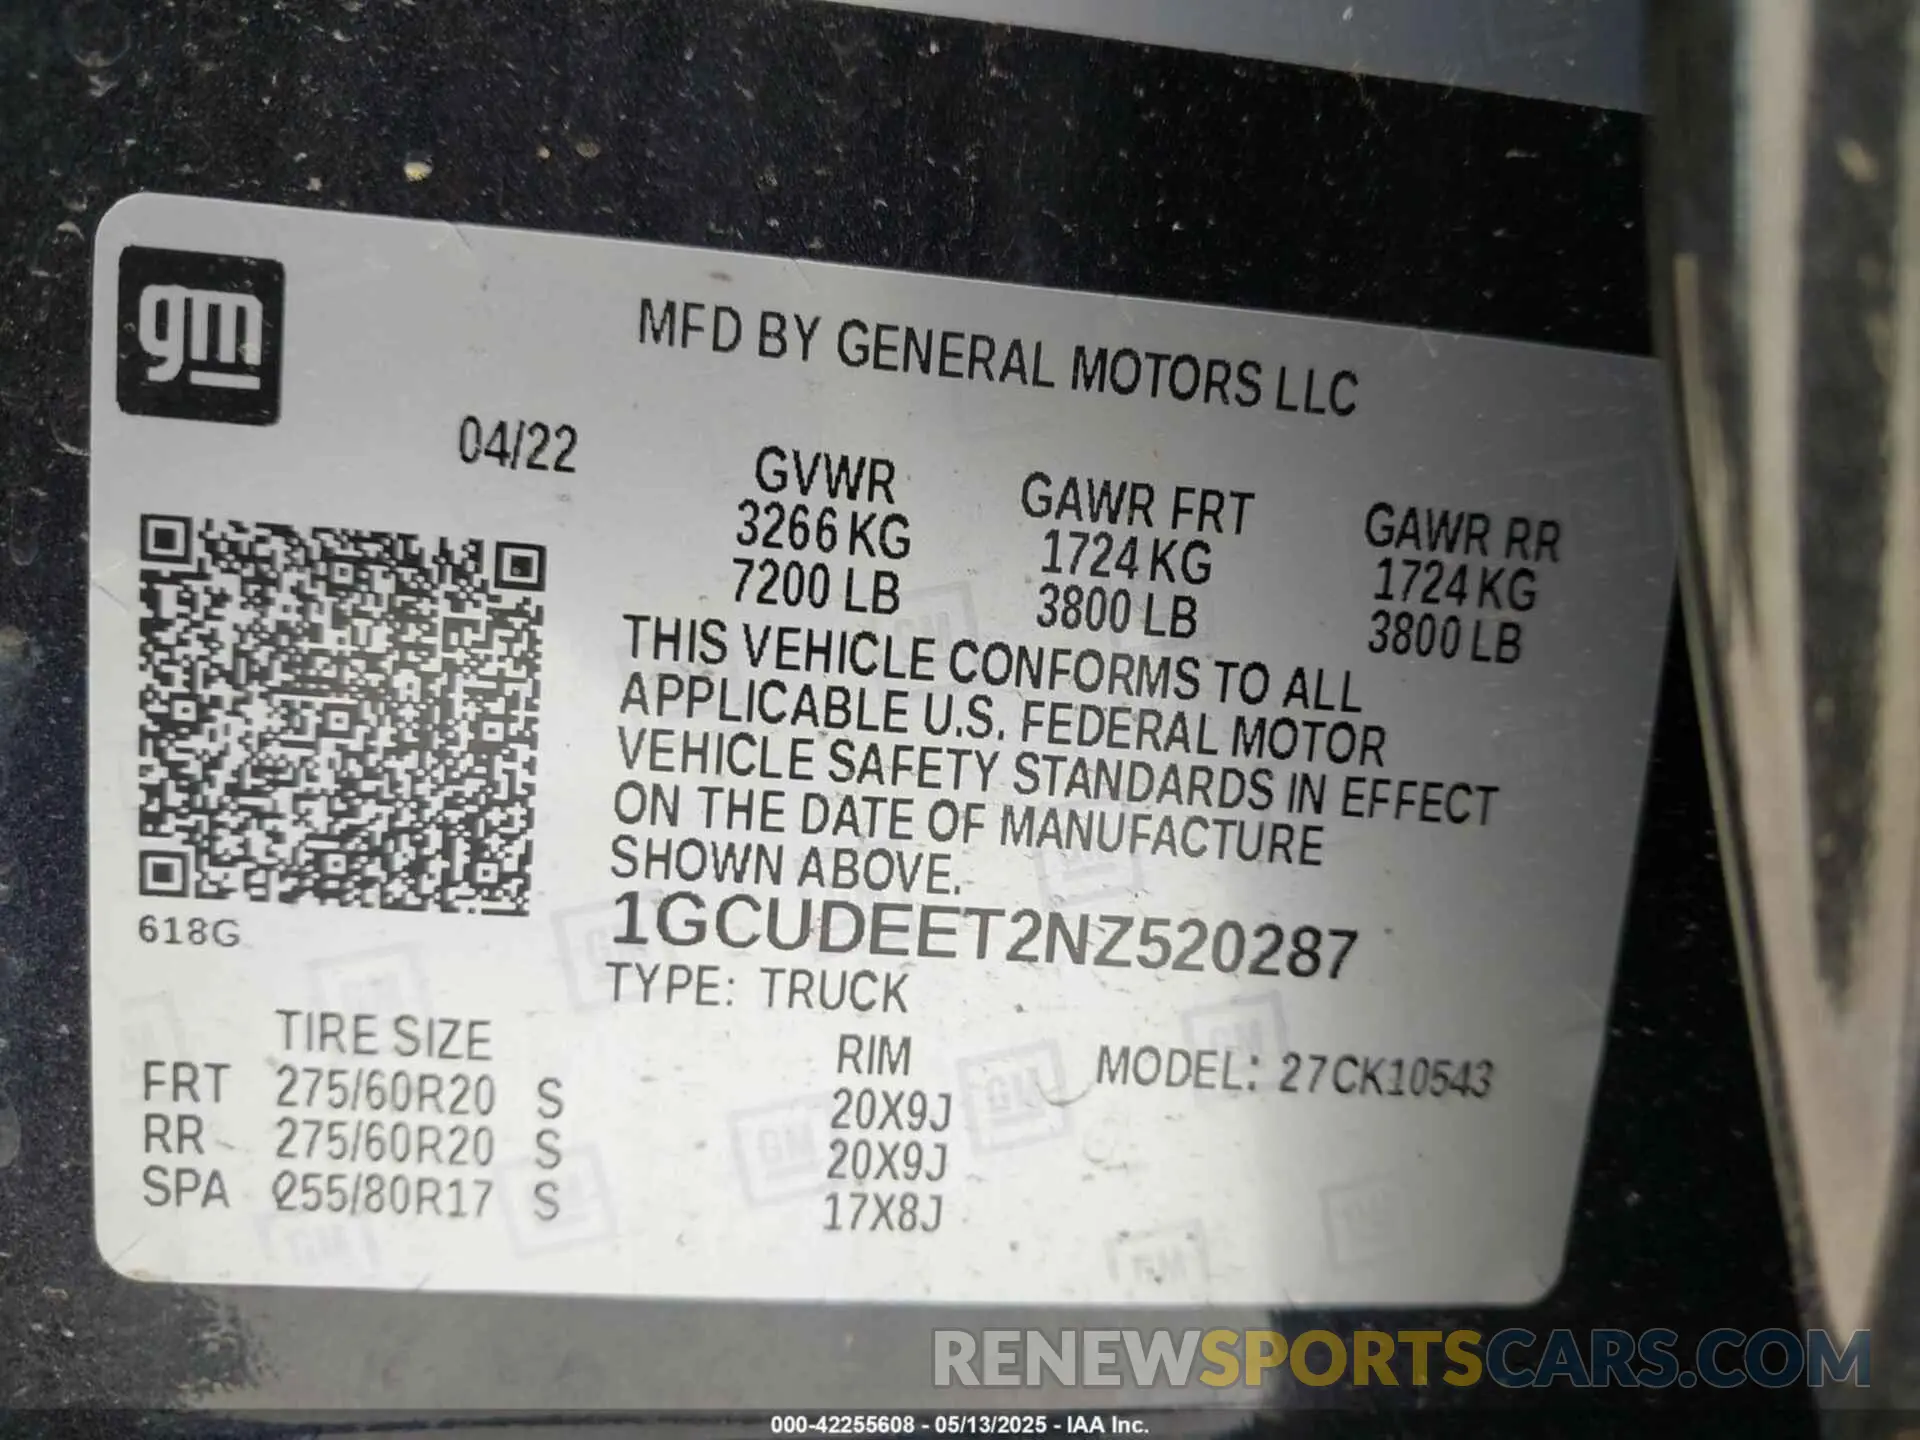 gm
MFD BY GENERAL MOTORS LLC
04/22
GVWR GAWR FRT GAWR RR
3266 KG 1724 KG 1724 KG
7200 LB 3800 LB 3800 LB
THIS VEHICLE CONFORMS TO ALL
APPLICABLE U.S. FEDERAL MOTOR
VEHICLE SAFETY STANDARDS IN EFFECT
ON THE DATE OF MANUFACTURE
SHOWN ABOVE.
1GCUDEET2NZ520287
618G
TYPE: TRUCK
TIRE SIZE RIM MODEL: 27CK10543
FRT 275/60R20 S 20X9J
RR 275/60R20 S 20X9J
SPA 255/80R17 S 17X8J
RENEWSPORTSCARS.COM
000-42255608 - 05/13/2025 - IAA Inc.